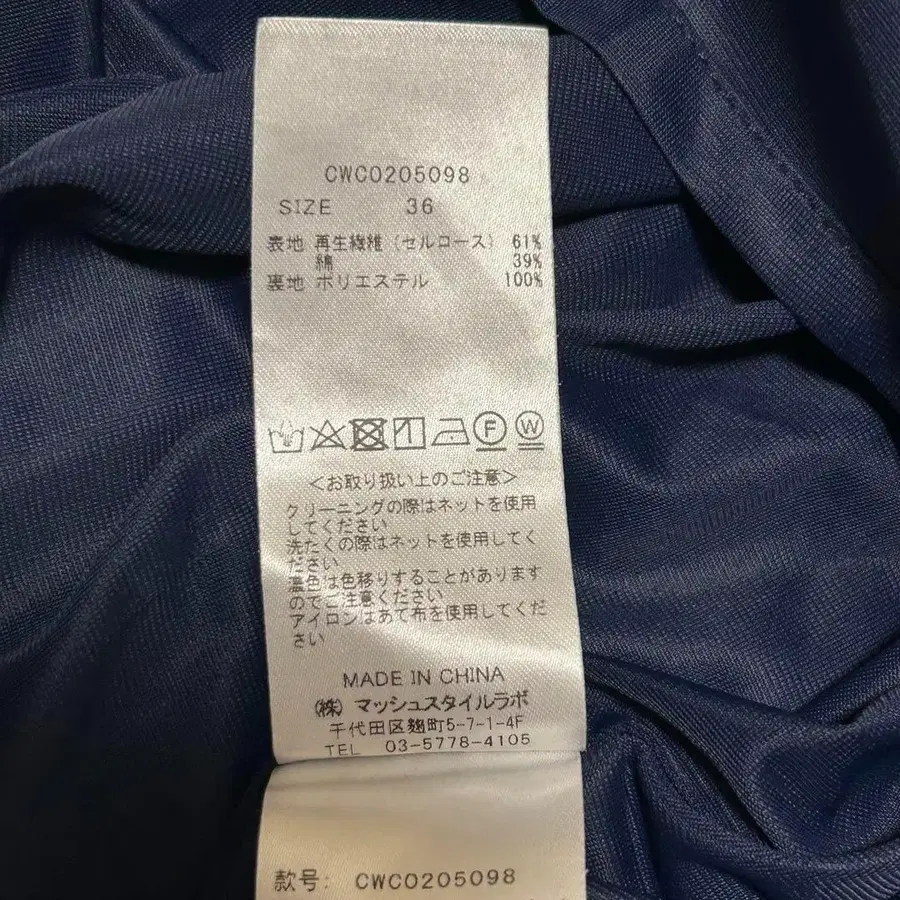 CWC0205098
SIZE 36
表地 再生繊維(セルロース) 61%
綿 39%
裏地 ポリエステル 100%
F W
<お取り扱い上のご注意>
クリーニングの際はネットを使用
してください
洗たくの際はネットを使用してく
ださい
濃色は色移りすることがあります
のでご注意ください
アイロンはあて布を使用してくだ
さい
MADE IN CHINA
(株) マッシュスタイルラボ
千代田区麹町5-7-1-4F
TEL 03-5778-4105
款号: CWC0205098